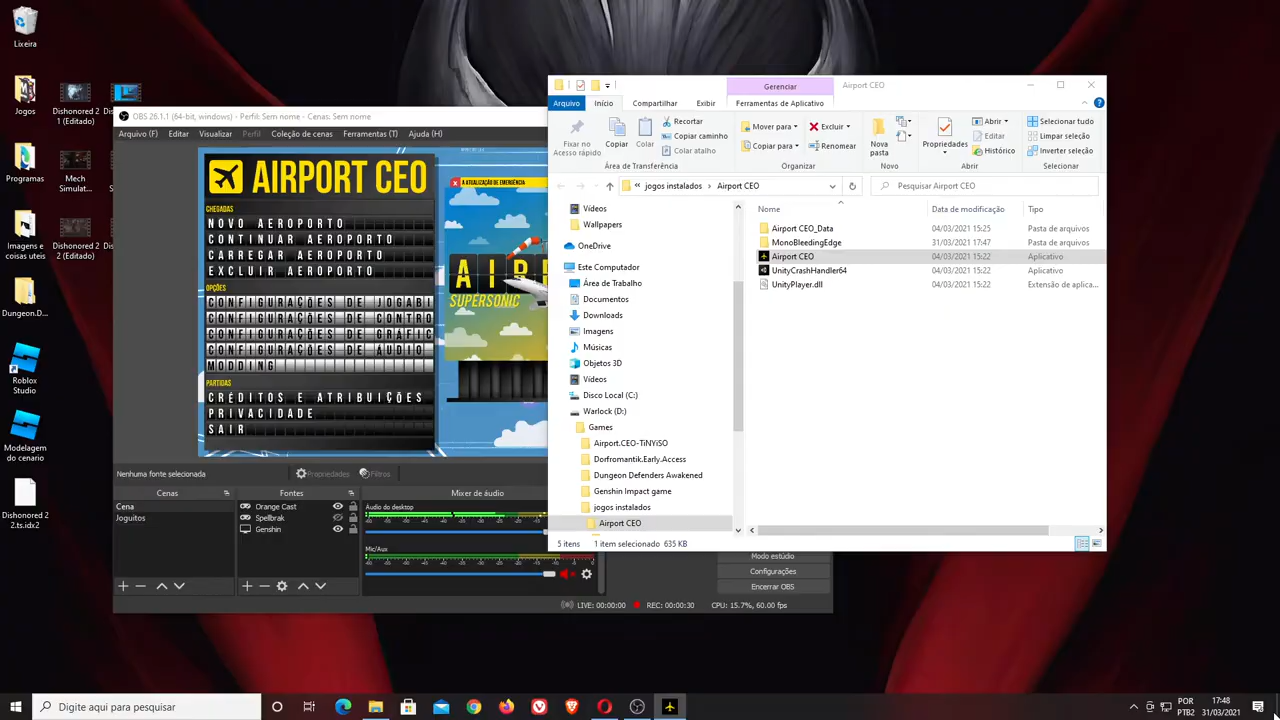 Lixeira
Jogos
Programas
Imagens e
coisas uteis
Dungeon.D...
Roblox
Studio
Modelagem
do cenario
Dishonored 2
2.ts.idx2
Dishonored 2
1 (Editado)
Mech
Simulat...
Dishonored 2
2 (Editado)
OBS 26.1.1 (64-bit, windows) - Perfil: Sem nome - Cenas: Sem nome
Arquivo (F) Editar Visualizar Perfil Coleção de cenas Ferramentas (T) Ajuda (H)
AIRPORT CEO
CHEGADAS
NOVO AEROPORTO
CONTINUAR AEROPORTO
CARREGAR AEROPORTO
EXCLUIR AEROPORTO
OPÇÕES
CONFIGURAÇÕES DE JOGABI
CONFIGURAÇÕES DE CONTRO
CONFIGURAÇÕES DE GRÁFIC
CONFIGURAÇÕES DE ÁUDIO
MODDING
PARTIDAS
CRÉDITOS E ATRIBUIÇÕES
PRIVACIDADE
SAIR
A ATUALIZAÇÃO DE EMERGÊNCIA
SUPERSONIC
Nenhuma fonte selecionada Propriedades Filtros
Cenas Fontes Mixer de áudio
Cena
Joguitos
Orange Cast
Spellbrak
Genshin
Áudio do desktop
Mic/Aux
Modo estúdio
Configurações
Encerrar OBS
LIVE: 00:00:00 REC: 00:00:30 CPU: 15.7%, 60.00 fps
Gerenciar Airport CEO
Arquivo Início Compartilhar Exibir Ferramentas de Aplicativo
Fixar no
Acesso rápido
Copiar
Colar
Recortar
Copiar caminho
Colar atalho
Área de Transferência
Mover para
Copiar para
Excluir
Renomear
Organizar
Nova
pasta
Novo
Propriedades
Abrir
Editar
Histórico
Abrir
Selecionar tudo
Limpar seleção
Inverter seleção
Selecionar
« jogos instalados › Airport CEO
Pesquisar Airport CEO
Vídeos
Wallpapers
OneDrive
Este Computador
Área de Trabalho
Documentos
Downloads
Imagens
Músicas
Objetos 3D
Vídeos
Disco Local (C:)
Warlock (D:)
Games
Airport.CEO-TiNYiSO
Dorfromantik.Early.Access
Dungeon Defenders Awakened
Genshin Impact game
jogos instalados
Airport CEO
Nome Data de modificação Tipo
Airport CEO_Data 04/03/2021 15:25 Pasta de arquivos
MonoBleedingEdge 31/03/2021 17:47 Pasta de arquivos
Airport CEO 04/03/2021 15:22 Aplicativo
UnityCrashHandler64 04/03/2021 15:22 Aplicativo
UnityPlayer.dll 04/03/2021 15:22 Extensão de aplica...
5 itens 1 item selecionado 635 KB
Digite aqui para pesquisar
POR
PTB2
17:48
31/03/2021